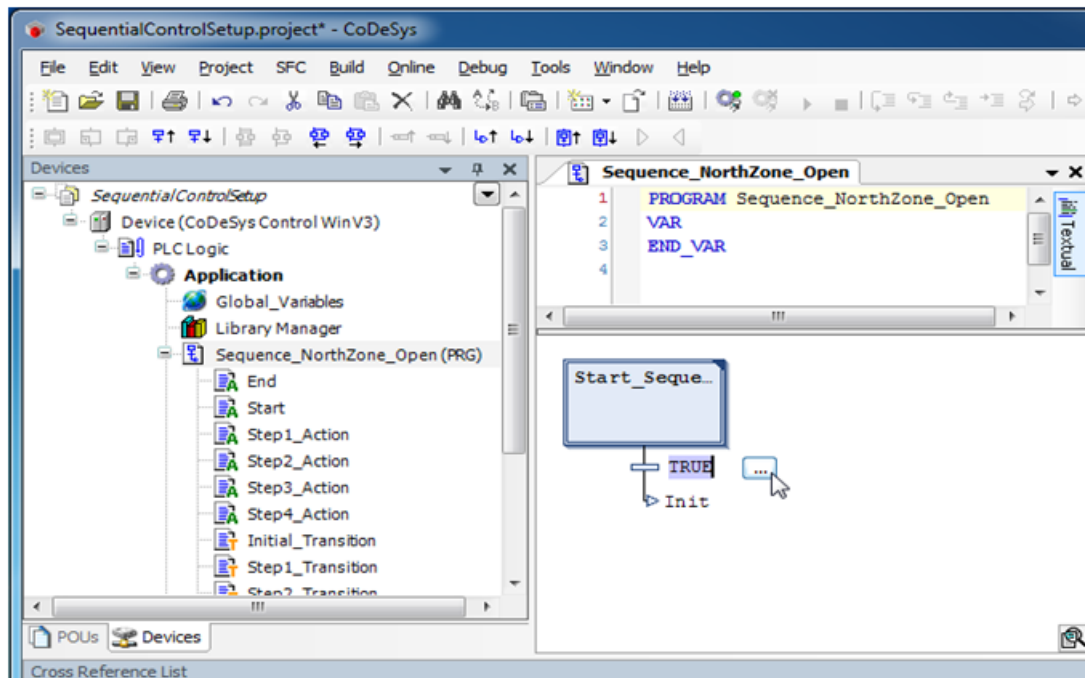 SequentialControlSetup.project* - CoDeSys
File Edit View Project SFC Build Online Debug Tools Window Help
Devices
SequentialControlSetup
Device (CoDeSys Control Win V3)
PLC Logic
Application
Global_Variables
Library Manager
Sequence_NorthZone_Open (PRG)
End
Start
Step1_Action
Step2_Action
Step3_Action
Step4_Action
Initial_Transition
Step1_Transition
Step2_Transition
POUs Devices
Cross Reference List
Sequence_NorthZone_Open
1 PROGRAM Sequence_NorthZone_Open
2 VAR
3 END_VAR
4
Textual
Start_Seque...
TRUE ...
Init